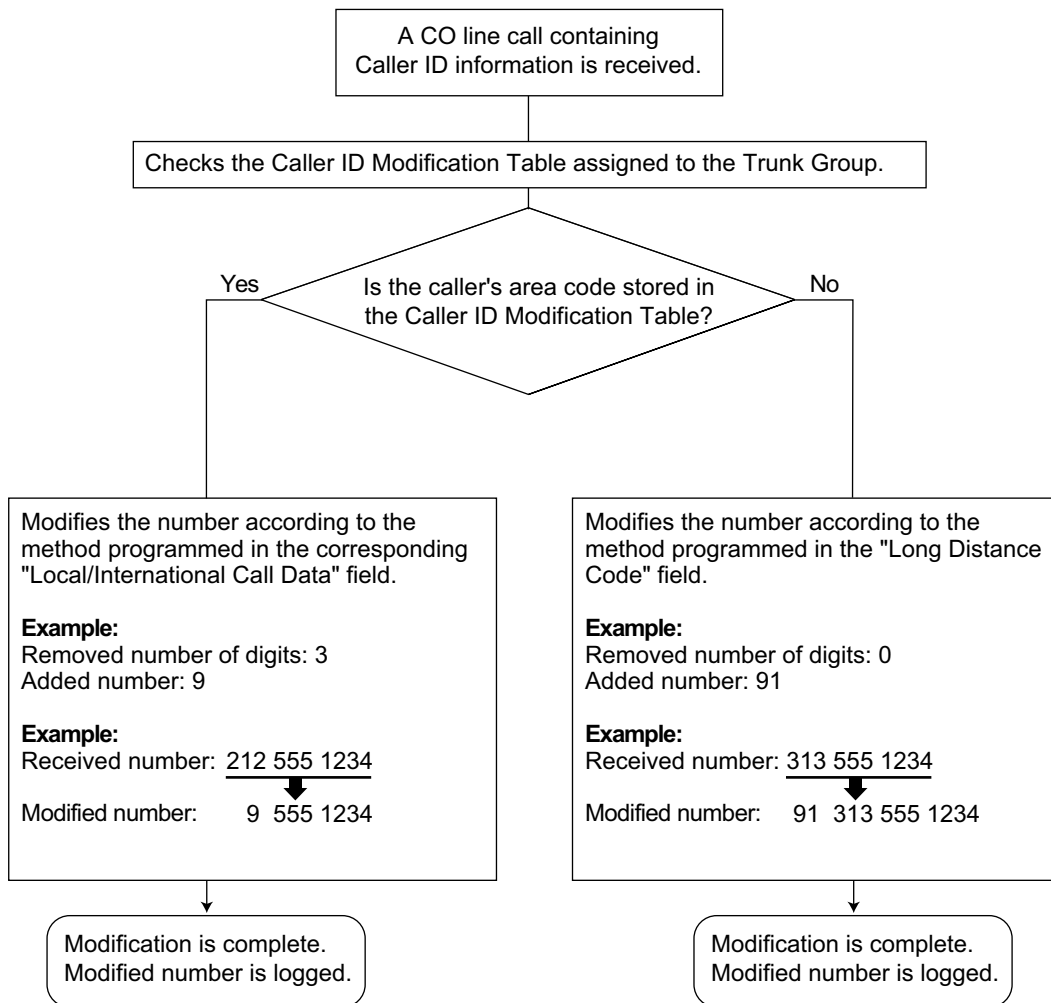 A CO line call containing
Caller ID information is received.
Checks the Caller ID Modification Table assigned to the Trunk Group.
Yes
Is the caller's area code stored in
the Caller ID Modification Table?
No
Modifies the number according to the
method programmed in the corresponding
"Local/International Call Data" field.
Example:
Removed number of digits: 3
Added number: 9
Example:
Received number: 212 555 1234
Modified number: 9 555 1234
Modification is complete.
Modified number is logged.
Modifies the number according to the
method programmed in the "Long Distance
Code" field.
Example:
Removed number of digits: 0
Added number: 91
Example:
Received number: 313 555 1234
Modified number: 91 313 555 1234
Modification is complete.
Modified number is logged.